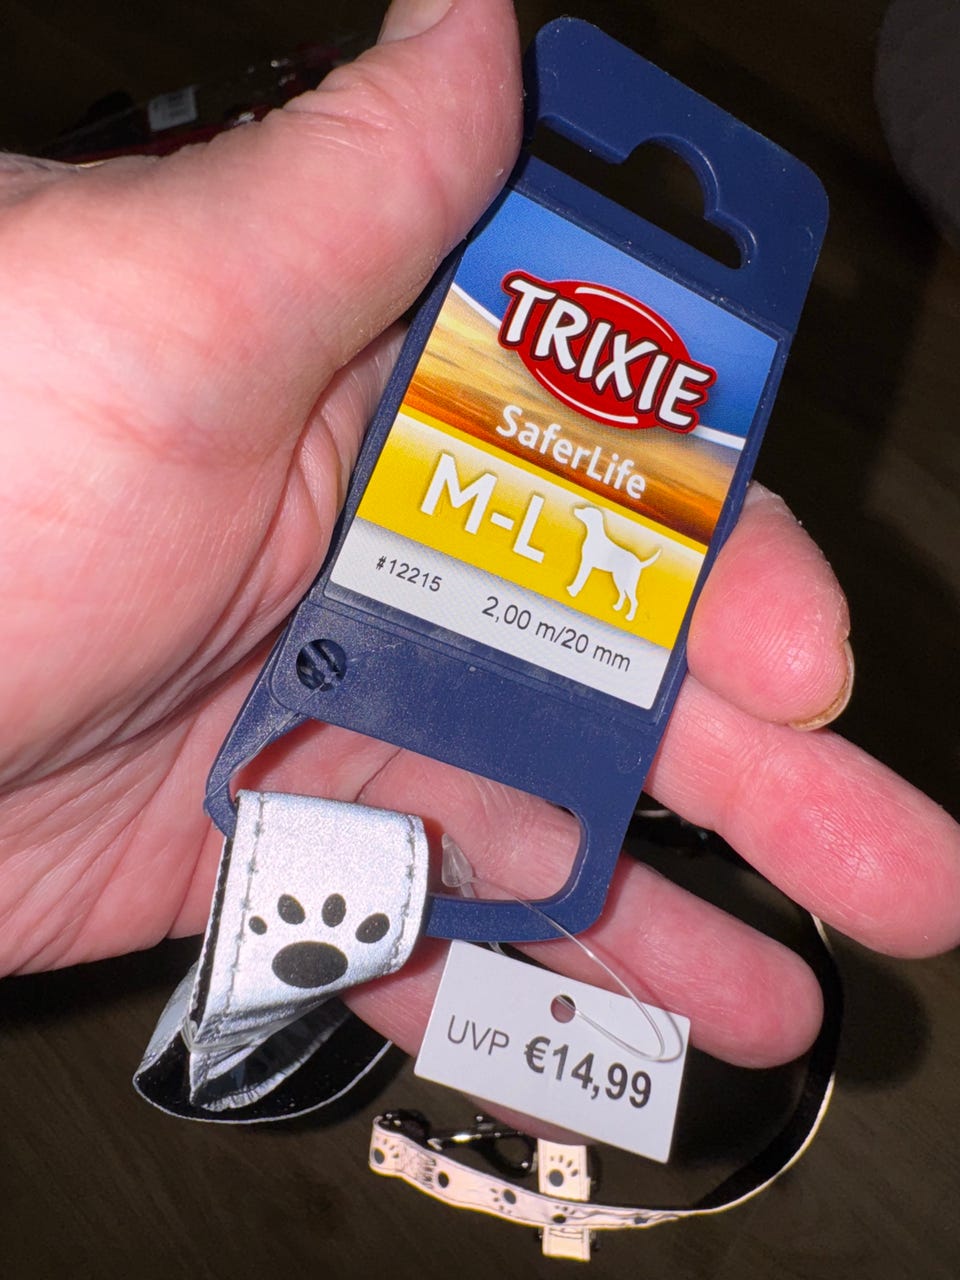 TRIXIE
SaferLife
M-L
#12215 2,00 m/20 mm
UVP €14,99